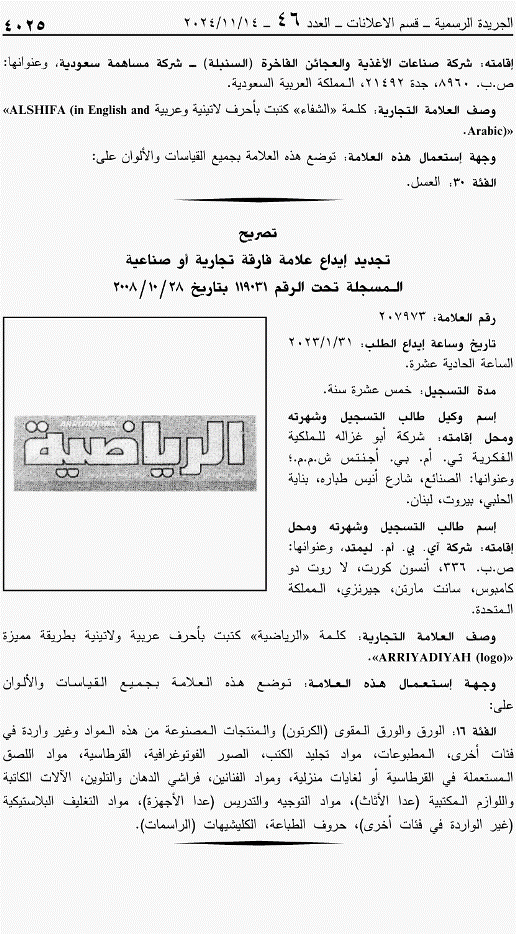 الجريدة الرسمية – قسم الاعلانات – العدد ٤٦ – ٢٠٢٤/١١/١٤
٤٠٢٥
إقامته: شركة صناعات الأغذية والعجائن الفاخرة (السنبلة) – شركة مساهمة سعودية، وعنوانها:
ص.ب. ٨٩٦٠، جدة ٢١٤٩٢، المملكة العربية السعودية.
وصف العلامة التجارية: كلمة «الشفاء» كتبت بأحرف لاتينية وعربية ALSHIFA (in English and»
Arabic)».
وجهة إستعمال هذه العلامة: توضع هذه العلامة بجميع القياسات والألوان على:
الفئة ٣٠: العسل.
تصريح
تجديد إيداع علامة فارقة تجارية أو صناعية
المسجلة تحت الرقم ١١٩٠٣١ بتاريخ ٢٠٠٨/١٠/٢٨
رقم العلامة: ٢٠٧٩٧٣
تاريخ وساعة إيداع الطلب: ٢٠٢٣/١/٣١
الساعة الحادية عشرة.
مدة التسجيل: خمس عشرة سنة.
إسم وكيل طالب التسجيل وشهرته
ومحل إقامته: شركة أبو غزاله للملكية
الفكرية تي. أم. بي. أجنتس ش.م.م.؛
وعنوانها: الصنائع، شارع أنيس طباره، بناية
الحلبي، بيروت، لبنان.
الرياضية
ARRIYADIYAH
إسم طالب التسجيل وشهرته ومحل
إقامته: شركة آي. بي. أم. ليمتد، وعنوانها:
ص.ب. ٣٣٦، أنسون كورت، لا روت دو
كامبوس، سانت مارتن، جيرنزي، المملكة
المتحدة.
وصف العلامة التجارية: كلمة «الرياضية» كتبت بأحرف عربية ولاتينية بطريقة مميزة
«ARRIYADIYAH (logo)».
وجهة إستعمال هذه العلامة: توضع هذه العلامة بجميع القياسات والألوان
على:
الفئة ١٦: الورق والورق المقوى (الكرتون) والمنتجات المصنوعة من هذه المواد وغير واردة في
فئات أخرى، المطبوعات، مواد تجليد الكتب، الصور الفوتوغرافية، القرطاسية، مواد اللصق
المستعملة في القرطاسية أو لغايات منزلية، ومواد الفنانين، فراشي الدهان والتلوين، الآلات الكاتبة
واللوازم المكتبية (عدا الأثاث)، مواد التوجيه والتدريس (عدا الأجهزة)، مواد التغليف البلاستيكية
(غير الواردة في فئات أخرى)، حروف الطباعة، الكليشيهات (الراسمات).